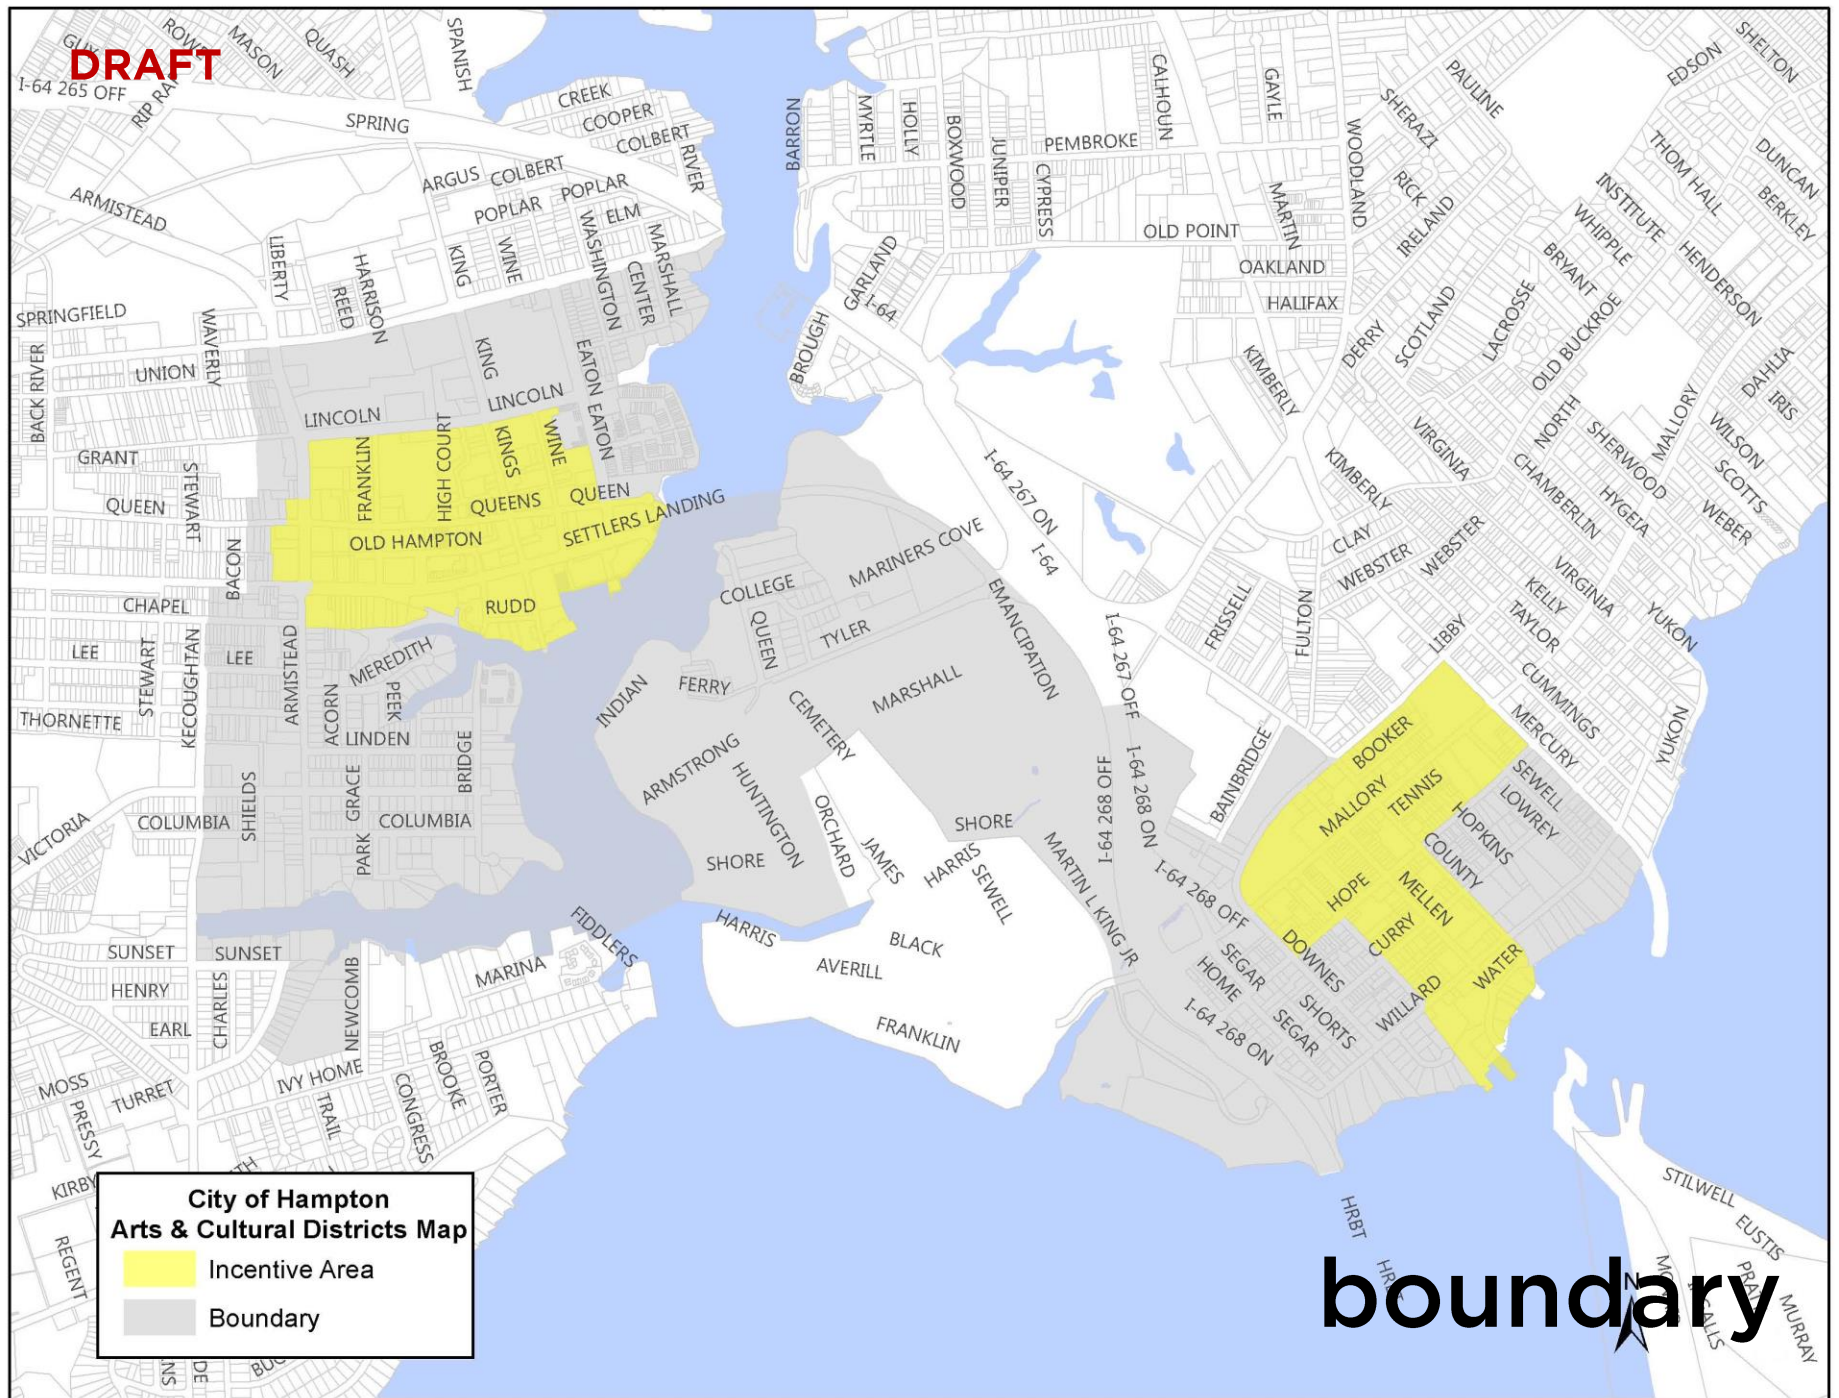 GUY
ROWE
MASON
QUASH
SPANISH
DRAFT
I-64 265 OFF
RIP RAP
SPRING
CREEK
COOPER
COLBERT
RIVER
ARGUS
COLBERT
POPLAR
POPLAR
ELM
ARMISTEAD
LIBERTY
HARRISON
REED
KING
WINE
WASHINGTON
CENTER
MARSHALL
BARRON
MYRTLE
HOLLY
BOXWOOD
JUNIPER
CYPRESS
PEMBROKE
CALHOUN
GAYLE
WOODLAND
MARTIN
OLD POINT
OAKLAND
HALIFAX
GARLAND
I-64
BROUGH
SHERAZI
PAULINE
RICK
IRELAND
EDSON
SHELTON
THOM HALL
DUNCAN
BERKLEY
INSTITUTE
WHIPPLE
BRYANT
HENDERSON
SCOTLAND
LACROSSE
OLD BUCKROE
DERRY
KIMBERLY
DAHLIA
IRIS
MALLORY
WILSON
SCOTTS
WEBER
NORTH
SHERWOOD
HYGEIA
CHAMBERLIN
VIRGINIA
KIMBERLY
CLAY
WEBSTER
WEBSTER
VIRGINIA
KELLY
TAYLOR
YUKON
LIBBY
CUMMINGS
MERCURY
YUKON
SPRINGFIELD
BACK RIVER
UNION
WAVERLY
KING
EATON
EATON
LINCOLN
LINCOLN
GRANT
FRANKLIN
HIGH COURT
KINGS
WINE
QUEEN
STEWART
QUEENS
QUEEN
SETTLERS LANDING
OLD HAMPTON
BACON
CHAPEL
RUDD
LEE
STEWART
KECOUGHTAN
LEE
ARMISTEAD
MEREDITH
ACORN
PEEK
THORNETTE
LINDEN
BRIDGE
GRACE
SHIELDS
COLUMBIA
COLUMBIA
VICTORIA
PARK
I-64 267 ON
I-64
MARINERS COVE
COLLEGE
QUEEN
TYLER
EMANCIPATION
FERRY
INDIAN
MARSHALL
CEMETERY
ARMSTRONG
HUNTINGTON
ORCHARD
SHORE
SHORE
JAMES
HARRIS
SEWELL
I-64 267 OFF
I-64 268 OFF
I-64 268 ON
MARTIN L KING JR
FRISSELL
FULTON
BAINBRIDGE
BOOKER
MALLORY
TENNIS
SEWELL
LOWREY
HOPKINS
COUNTY
I-64 268 OFF
HOPE
MELLEN
CURRY
DOWNES
WATER
SEGAR
HOME
SHORTS
SEGAR
WILLARD
I-64 268 ON
SUNSET
SUNSET
HENRY
CHARLES
EARL
NEWCOMB
FIDDLERS
MARINA
HARRIS
BLACK
AVERILL
FRANKLIN
MOSS
TURRET
PRESSY
IVY HOME
TRAIL
CONGRESS
BROOKE
PORTER
KIRBY
REGENT
City of Hampton
Arts & Cultural Districts Map
Incentive Area
Boundary
HRBT
STILWELL
EUSTIS
MURRAY
boundary
N